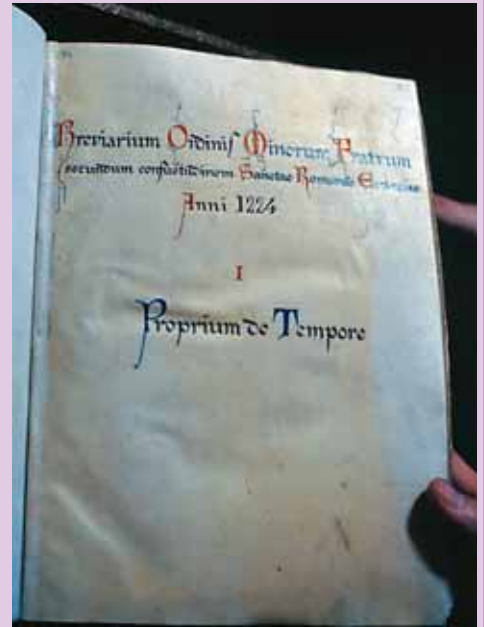 Breviarium Ordinis Minorum Fratrum
secundum consuetudinem Sanctae Romanae Ecclesiae
Anni 1224
I
Proprium de Tempore